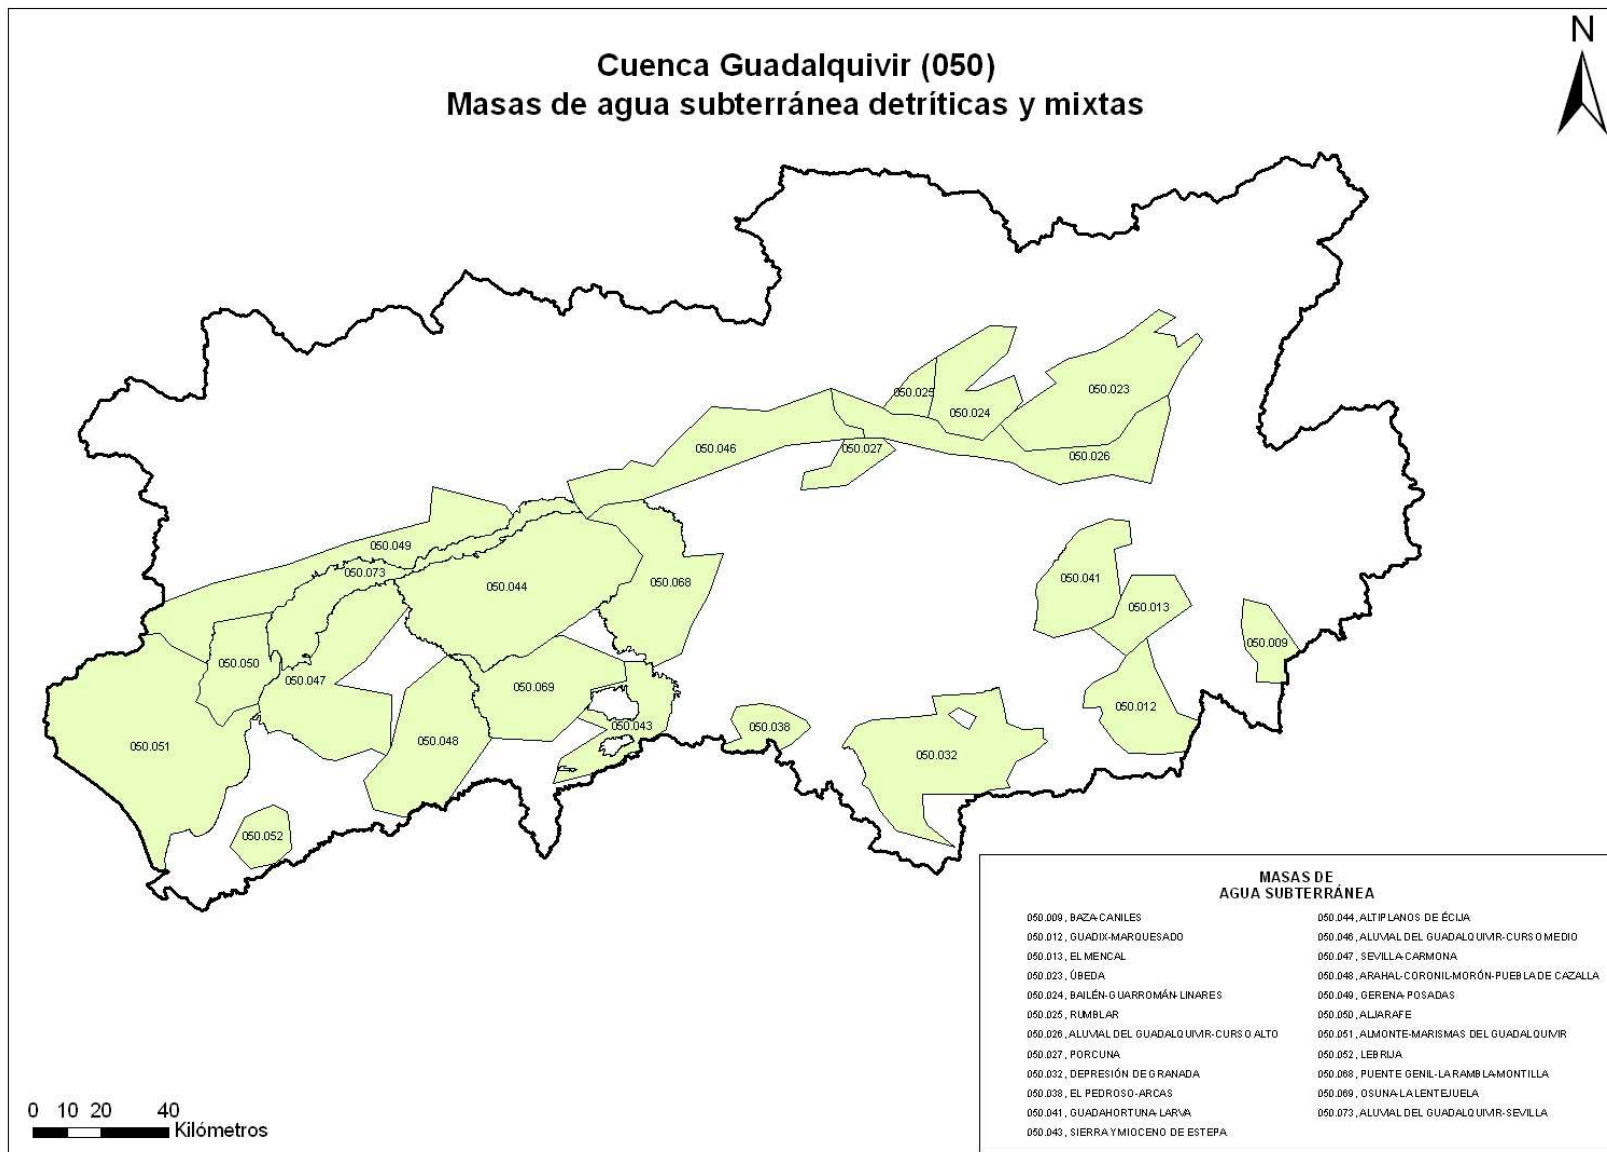 N
Cuenca Guadalquivir (050)
Masas de agua subterránea detríticas y mixtas
050.023
050.025
050.024
050.046
050.027
050.026
050.049
050.073
050.044
050.068
050.041
050.013
050.009
050.050
050.047
050.069
050.012
050.043
050.038
050.048
050.051
050.032
050.052
MASAS DE
AGUA SUBTERRÁNEA
050.009, BAZA-CANILES
050.012, GUADIX-MARQUESADO
050.013, EL MENCAL
050.023, ÚBEDA
050.024, BAILÉN-GUARROMÁN-LINARES
050.025, RUMBLAR
050.026, ALUVIAL DEL GUADALQUIVIR-CURSO ALTO
050.027, PORCUNA
050.032, DEPRESIÓN DE GRANADA
050.038, EL PEDROSO-ARCAS
050.041, GUADAHORTUNA-LARVA
050.043, SIERRA Y MIOCENO DE ESTEPA
050.044, ALTIPLANOS DE ÉCIJA
050.046, ALUVIAL DEL GUADALQUIVIR-CURSO MEDIO
050.047, SEVILLA-CARMONA
050.048, ARAHAL-CORONIL-MORÓN-PUEBLA DE CAZALLA
050.049, GERENA-POSADAS
050.050, ALJARAFE
050.051, ALMONTE-MARISMAS DEL GUADALQUIVIR
050.052, LEBRIJA
050.068, PUENTE GENIL-LA RAMBLA-MONTILLA
050.069, OSUNA-LA LENTEJUELA
050.073, ALUVIAL DEL GUADALQUIVIR-SEVILLA
0 10 20 40
Kilómetros